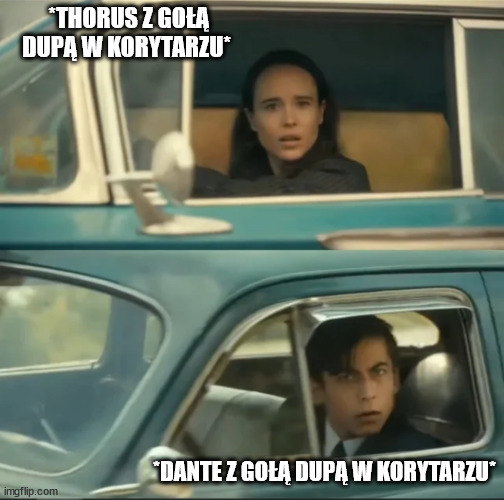 *THORUS Z GOŁĄ
DUPĄ W KORYTARZU*
*DANTE Z GOŁĄ DUPĄ W KORYTARZU*
imgflip.com